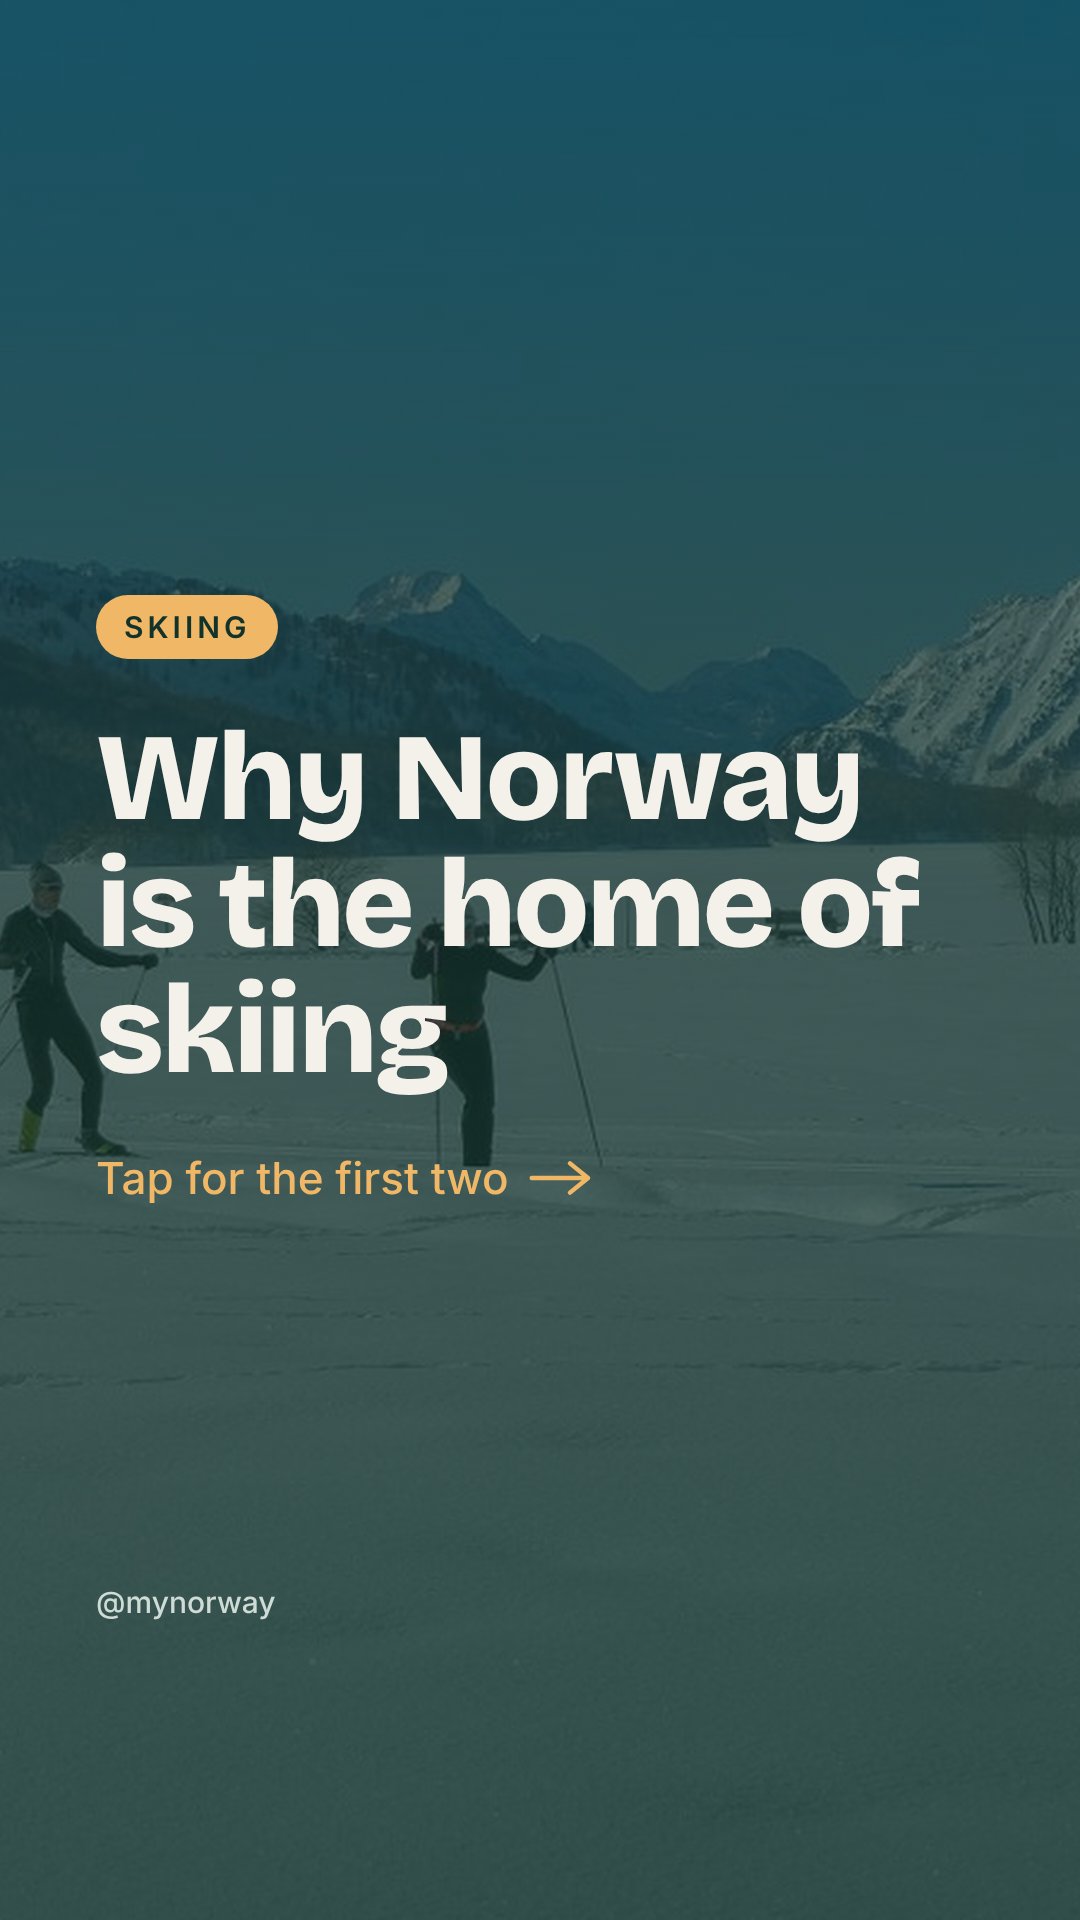 SKIING
Why Norway
is the home of
skiing
Tap for the first two →
@mynorway